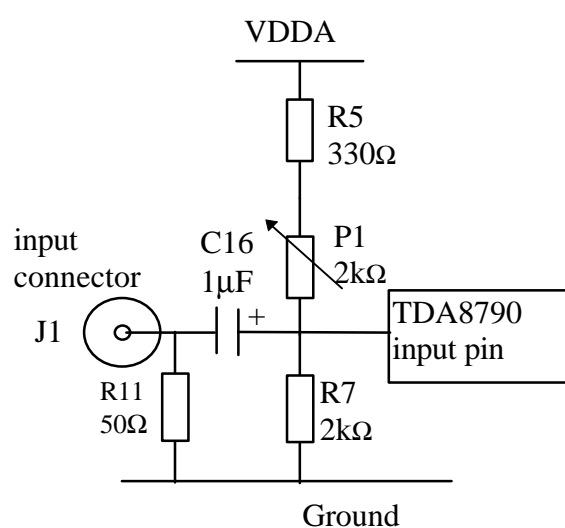 VDDA
R5
330Ω
P1
2kΩ
C16
1μF
+
input
connector
J1
TDA8790
input pin
R11
50Ω
R7
2kΩ
Ground